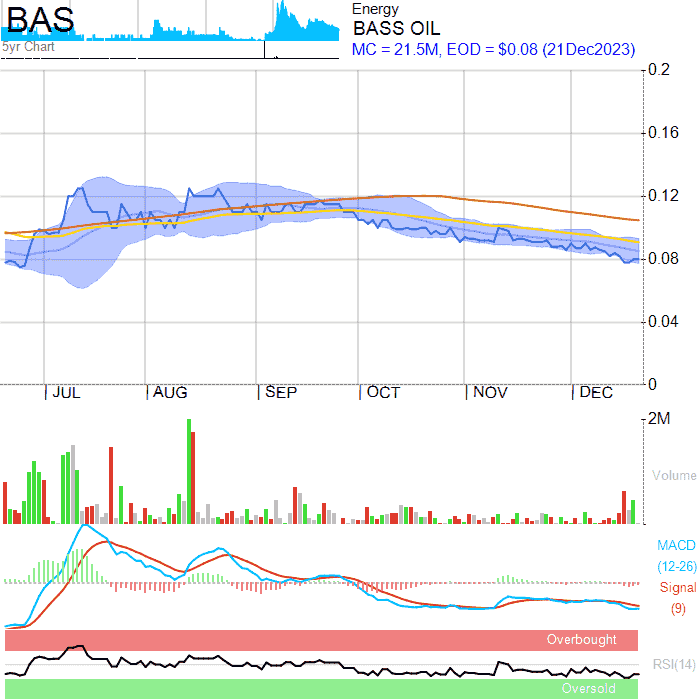 BAS
5yr Chart
Energy
BASS OIL
MC = 21.5M, EOD = $0.08 (21Dec2023)
0.2
0.16
0.12
0.08
0.04
0
JUL AUG SEP OCT NOV DEC
2M
Volume
MACD
(12-26)
Signal
(9)
Overbought
RSI(14)
Oversold